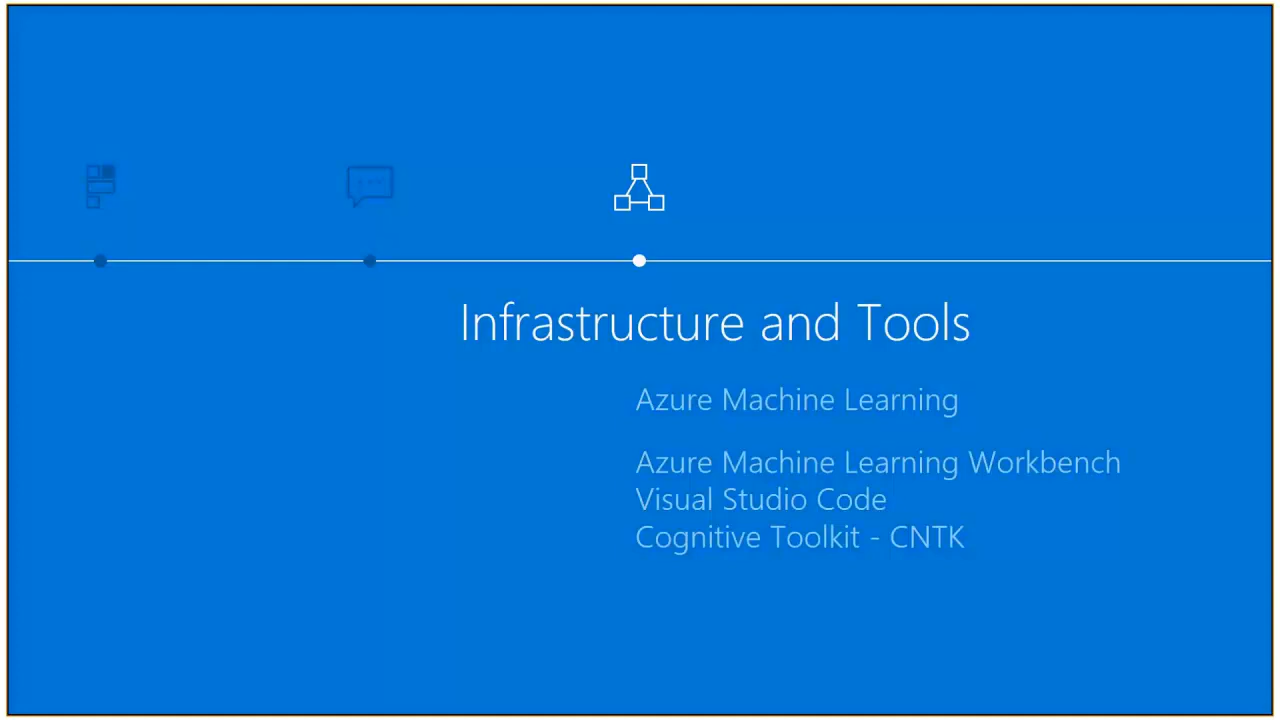 Infrastructure and Tools
Azure Machine Learning
Azure Machine Learning Workbench
Visual Studio Code
Cognitive Toolkit - CNTK